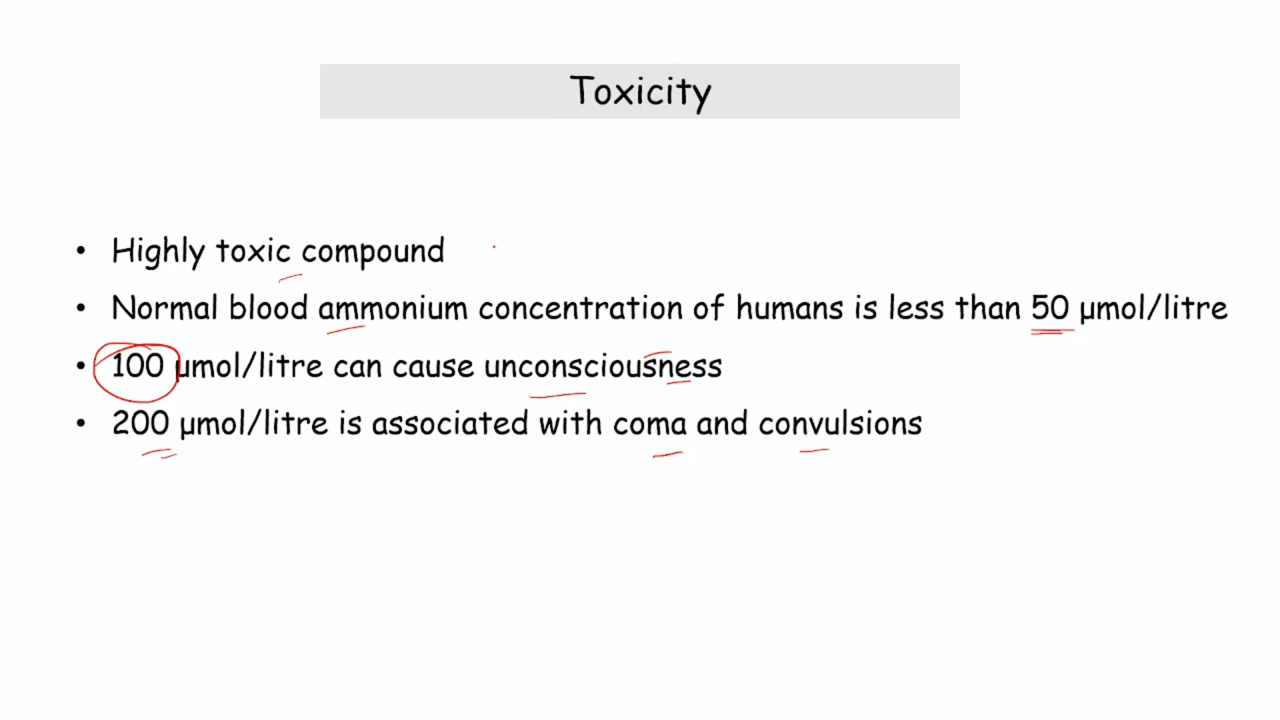 Toxicity
• Highly toxic compound
• Normal blood ammonium concentration of humans is less than 50 µmol/litre
• 100 µmol/litre can cause unconsciousness
• 200 µmol/litre is associated with coma and convulsions